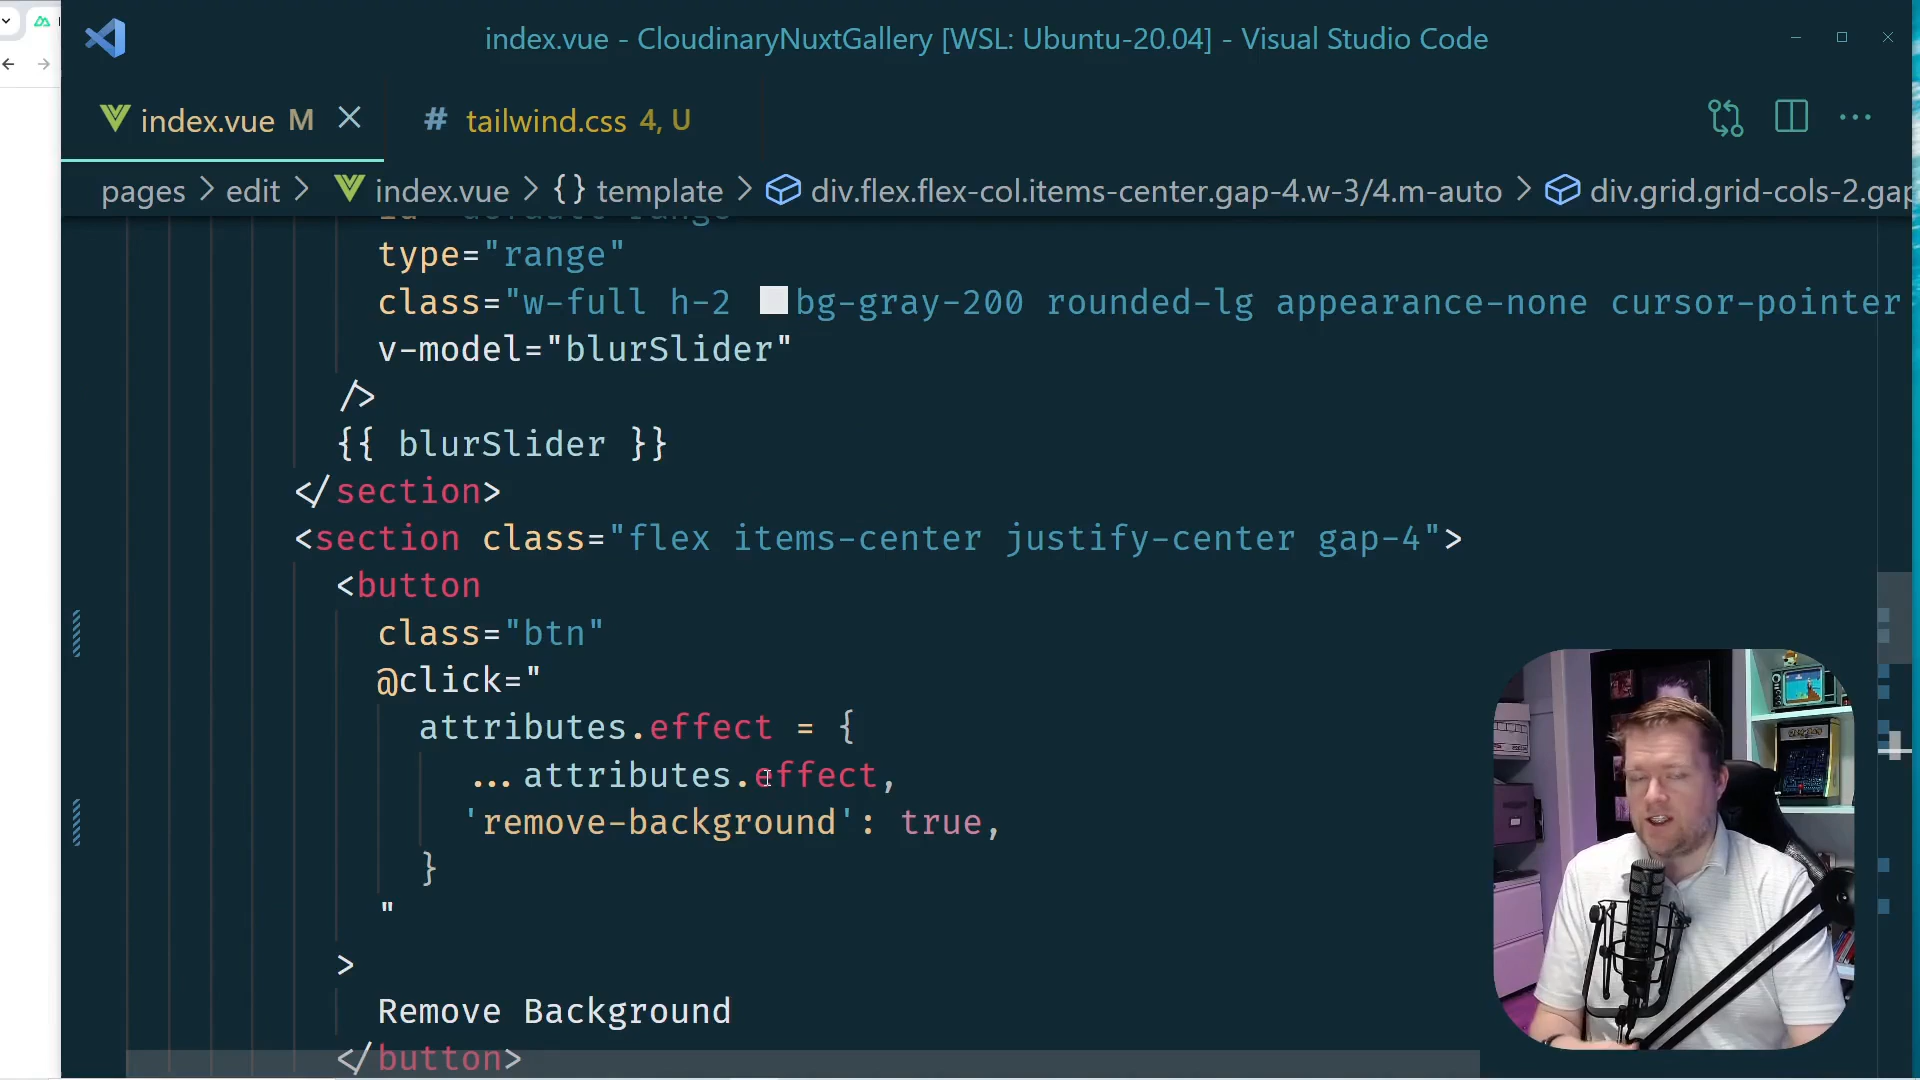 index.vue - CloudinaryNuxtGallery [WSL: Ubuntu-20.04] - Visual Studio Code
index.vue M
# tailwind.css 4, U
pages > edit > index.vue > {} template > div.flex.flex-col.items-center.gap-4.w-3/4.m-auto > div.grid.grid-cols-2.gap
id="default-range"
type="range"
class="w-full h-2 bg-gray-200 rounded-lg appearance-none cursor-pointer
v-model="blurSlider"
/>
{{ blurSlider }}
</section>
<section class="flex items-center justify-center gap-4">
<button
class="btn"
@click="
attributes.effect = {
...attributes.effect,
'remove-background': true,
}
"
>
Remove Background
</button>